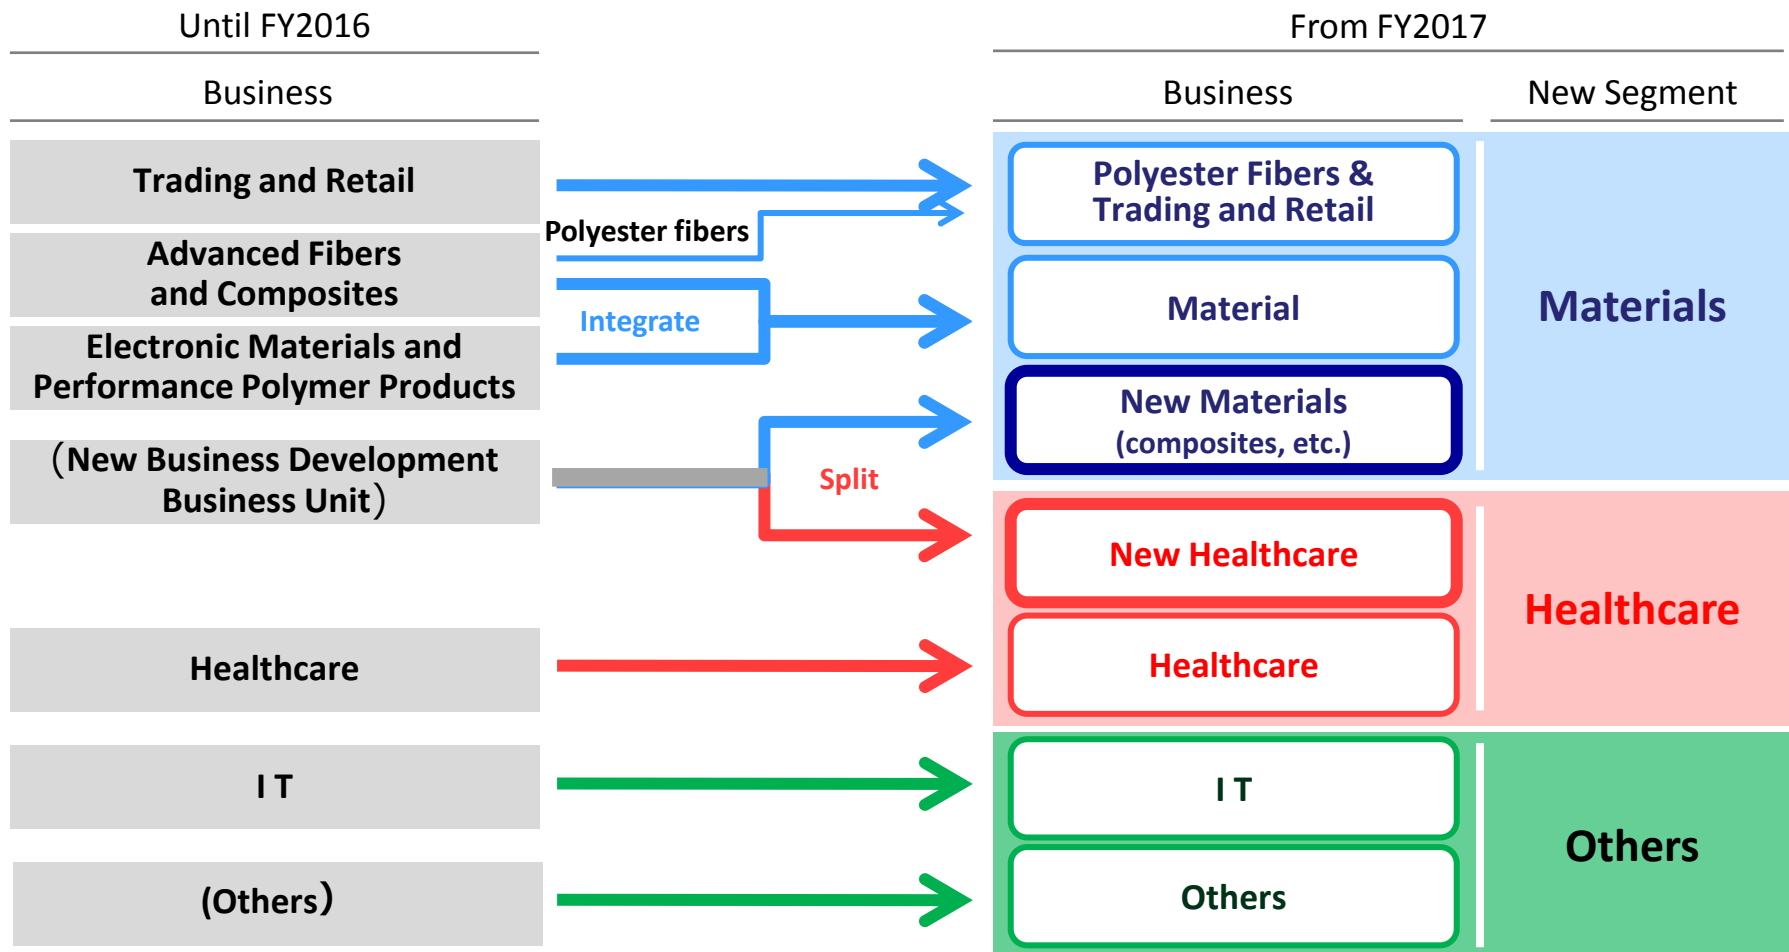 Until FY2016
From FY2017
Business
Business
New Segment
Trading and Retail
Polyester Fibers &
Trading and Retail
Polyester fibers
Advanced Fibers
and Composites
Integrate
Material
Materials
Electronic Materials and
Performance Polymer Products
New Materials
(composites, etc.)
（New Business Development
Business Unit）
Split
New Healthcare
Healthcare
Healthcare
Healthcare
I T
I T
Others
(Others）
Others